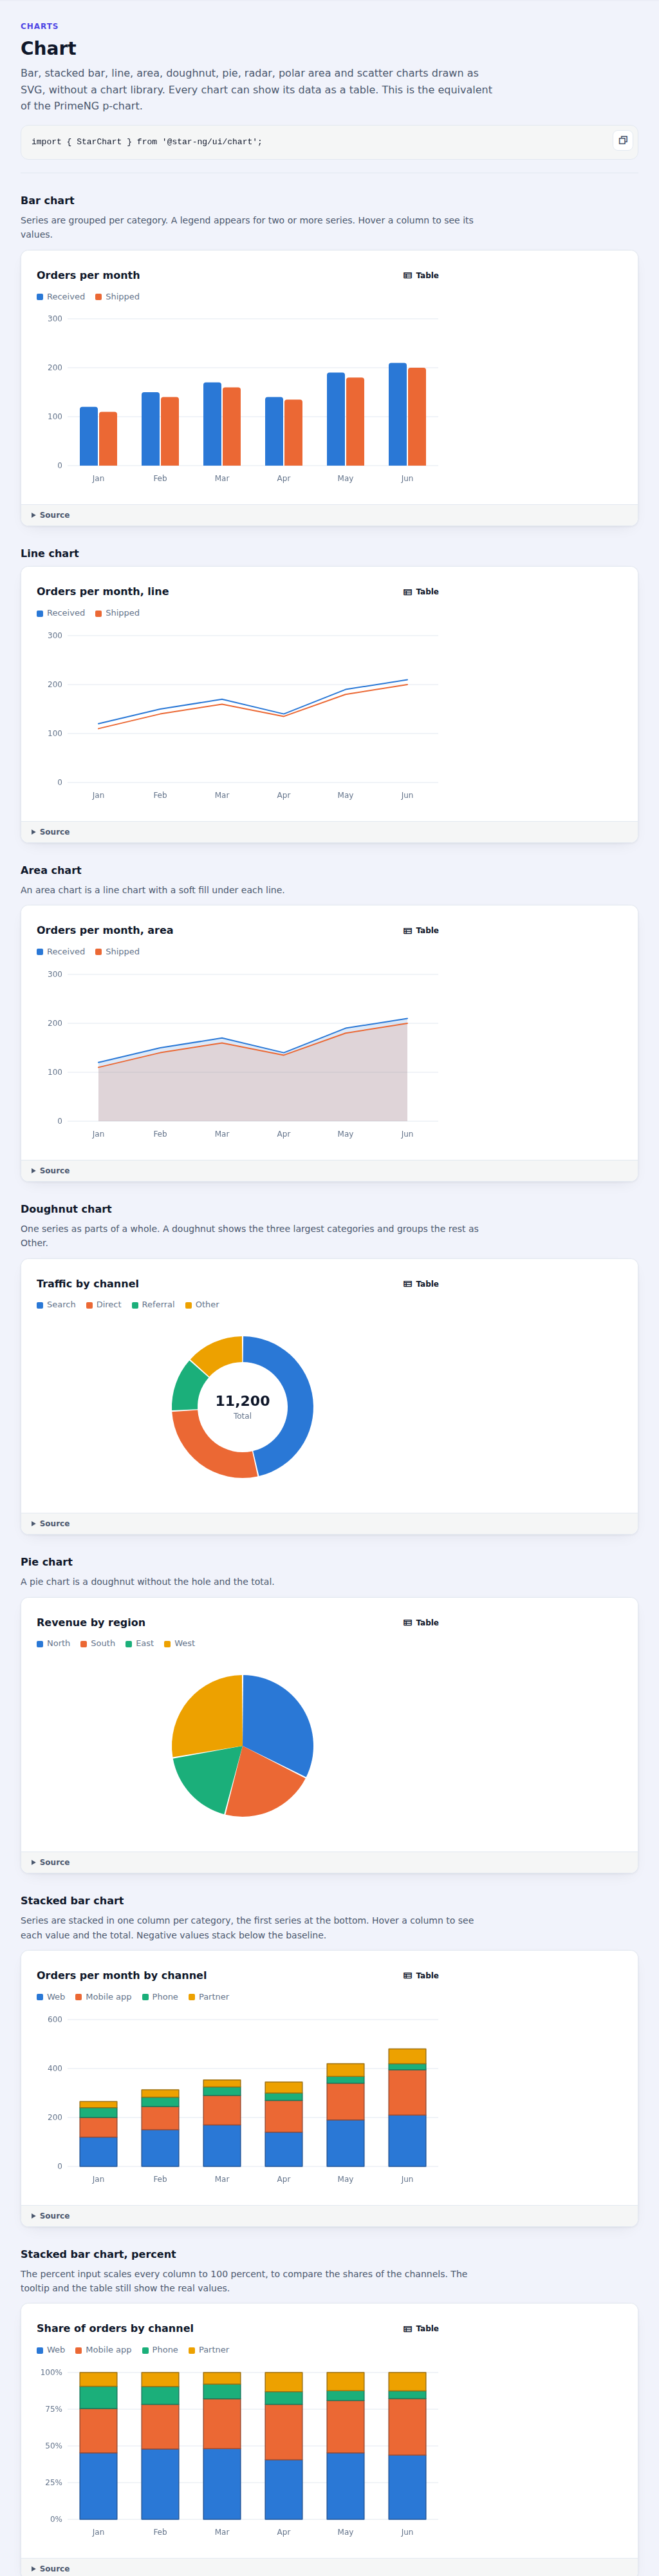 CHARTS
Chart
Bar, stacked bar, line, area, doughnut, pie, radar, polar area and scatter charts drawn as
SVG, without a chart library. Every chart can show its data as a table. This is the equivalent
of the PrimeNG p-chart.
import { StarChart } from '@star-ng/ui/chart';
Bar chart
Series are grouped per category. A legend appears for two or more series. Hover a column to see its
values.
Orders per month
Table
Received Shipped
300
200
100
0
Jan Feb Mar Apr May Jun
Source
Line chart
Orders per month, line
Table
Received Shipped
300
200
100
0
Jan Feb Mar Apr May Jun
Source
Area chart
An area chart is a line chart with a soft fill under each line.
Orders per month, area
Table
Received Shipped
300
200
100
0
Jan Feb Mar Apr May Jun
Source
Doughnut chart
One series as parts of a whole. A doughnut shows the three largest categories and groups the rest as
Other.
Traffic by channel
Table
Search Direct Referral Other
11,200
Total
Source
Pie chart
A pie chart is a doughnut without the hole and the total.
Revenue by region
Table
North South East West
Source
Stacked bar chart
Series are stacked in one column per category, the first series at the bottom. Hover a column to see
each value and the total. Negative values stack below the baseline.
Orders per month by channel
Table
Web Mobile app Phone Partner
600
400
200
0
Jan Feb Mar Apr May Jun
Source
Stacked bar chart, percent
The percent input scales every column to 100 percent, to compare the shares of the channels. The
tooltip and the table still show the real values.
Share of orders by channel
Table
Web Mobile app Phone Partner
100%
75%
50%
25%
0%
Jan Feb Mar Apr May Jun
Source